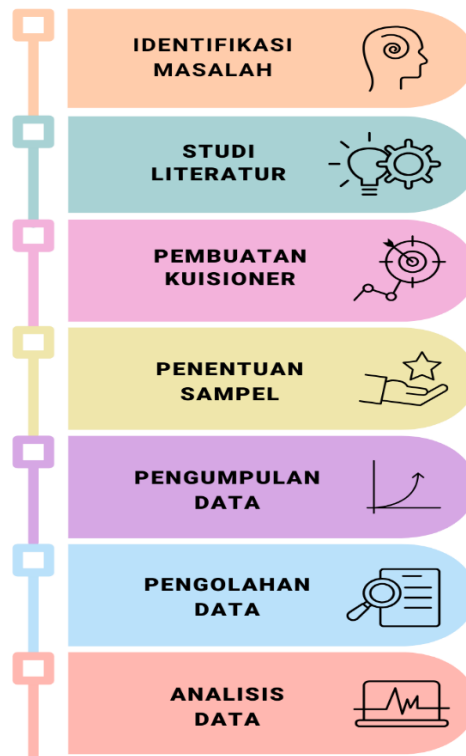 IDENTIFIKASI
MASALAH
STUDI
LITERATUR
PEMBUATAN
KUISIONER
PENENTUAN
SAMPEL
PENGUMPULAN
DATA
PENGOLAHAN
DATA
ANALISIS
DATA